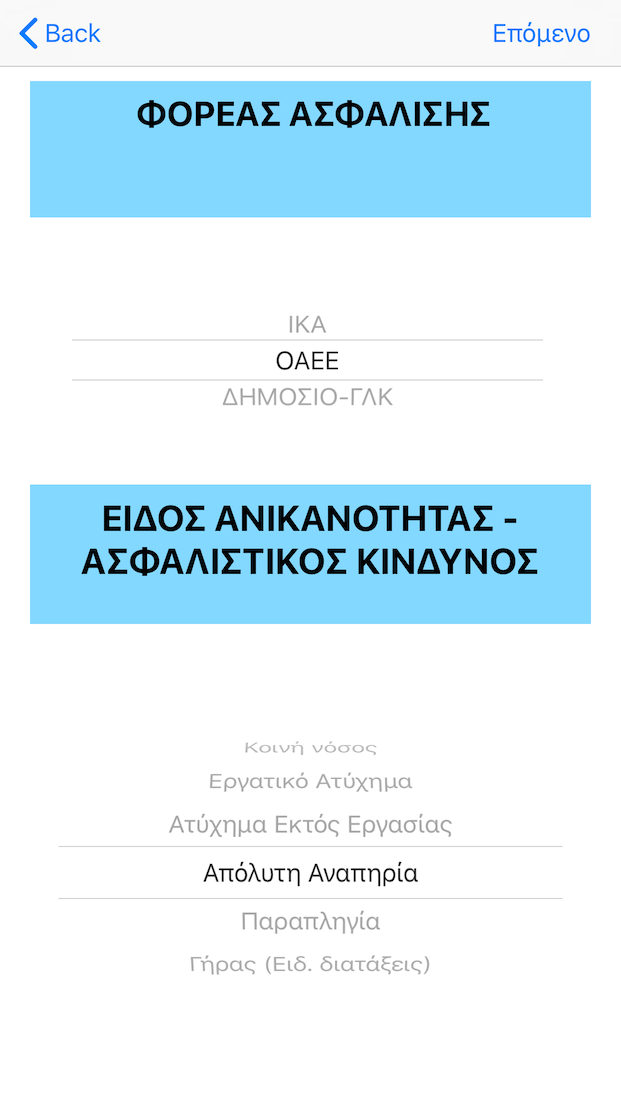 Back
Επόμενο
ΦΟΡΕΑΣ ΑΣΦΑΛΙΣΗΣ
ΙΚΑ
ΟΑΕΕ
ΔΗΜΟΣΙΟ-ΓΛΚ
ΕΙΔΟΣ ΑΝΙΚΑΝΟΤΗΤΑΣ -
ΑΣΦΑΛΙΣΤΙΚΟΣ ΚΙΝΔΥΝΟΣ
Κοινή νόσος
Εργατικό Ατύχημα
Ατύχημα Εκτός Εργασίας
Απόλυτη Αναπηρία
Παραπληγία
Γήρας (Ειδ. διατάξεις)